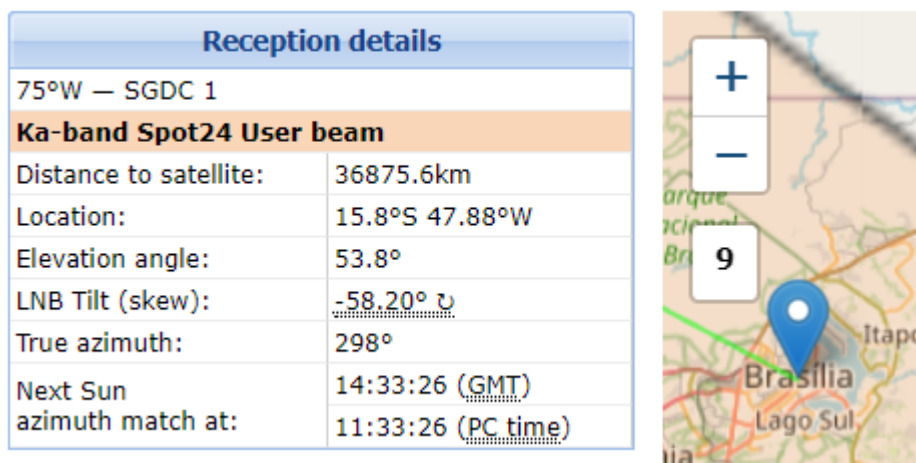 Reception details
75°W — SGDC 1
Ka-band Spot24 User beam
Distance to satellite: 36875.6km
Location: 15.8°S 47.88°W
Elevation angle: 53.8°
LNB Tilt (skew): -58.20° ↻
True azimuth: 298°
Next Sun
azimuth match at:
14:33:26 (GMT)
11:33:26 (PC time)
+
−
9
arque
Brasília
Lago Sul
Itapo